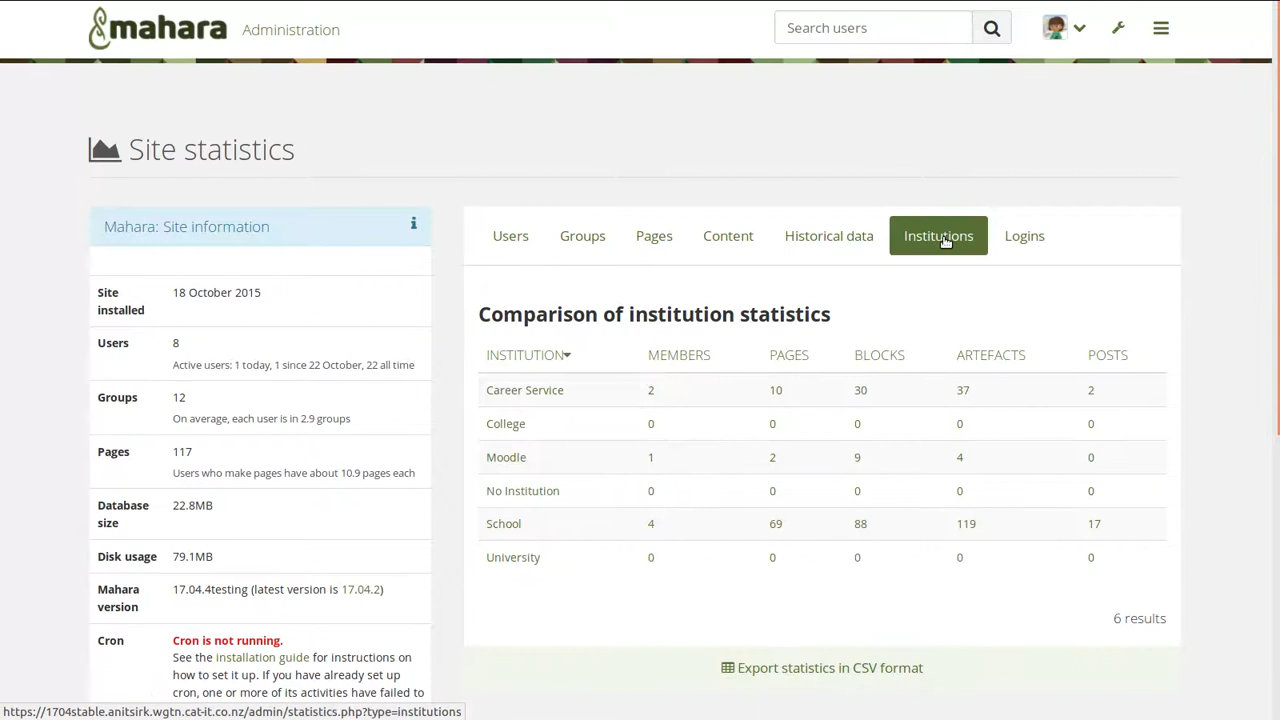 mahara Administration
Search users
Site statistics
Mahara: Site information
Site installed 18 October 2015
Users 8
Active users: 1 today, 1 since 22 October, 22 all time
Groups 12
On average, each user is in 2.9 groups
Pages 117
Users who make pages have about 10.9 pages each
Database size 22.8MB
Disk usage 79.1MB
Mahara version 17.04.4testing (latest version is 17.04.2)
Cron Cron is not running.
See the installation guide for instructions on
how to set it up. If you have already set up
cron, one or more of its activities have failed to
Users Groups Pages Content Historical data Institutions Logins
Comparison of institution statistics
INSTITUTION MEMBERS PAGES BLOCKS ARTEFACTS POSTS
Career Service 2 10 30 37 2
College 0 0 0 0 0
Moodle 1 2 9 4 0
No Institution 0 0 0 0 0
School 4 69 88 119 17
University 0 0 0 0 0
6 results
Export statistics in CSV format
https://1704stable.anitsirk.wgtn.cat-it.co.nz/admin/statistics.php?type=institutions